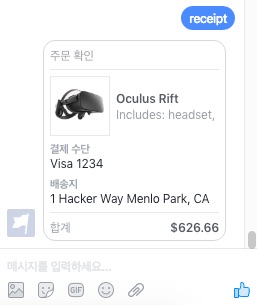 receipt
주문 확인
Oculus Rift
Includes: headset,
결제 수단
Visa 1234
배송지
1 Hacker Way Menlo Park, CA
합계 $626.66
메시지를 입력하세요...
GIF